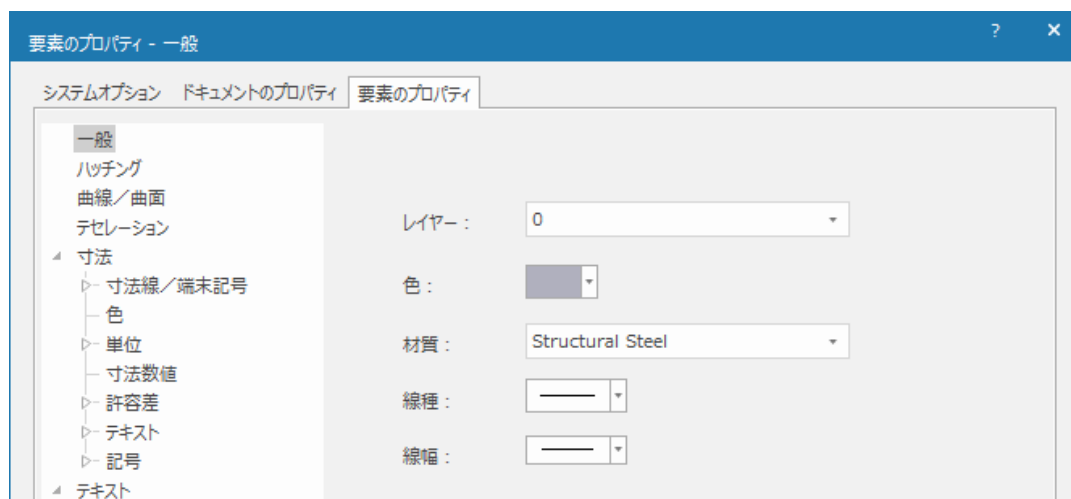 要素のプロパティ - 一般
? ×
システムオプション ドキュメントのプロパティ 要素のプロパティ
一般
ハッチング
曲線／曲面
テセレーション
寸法
寸法線／端末記号
色
単位
寸法数値
許容差
テキスト
記号
テキスト
レイヤー： 0
色：
材質： Structural Steel
線種：
線幅：